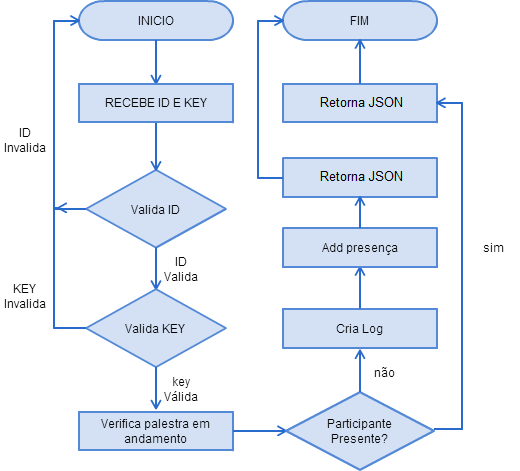 INICIO
RECEBE ID E KEY
ID
Invalida
Valida ID
ID
Valida
KEY
Invalida
Valida KEY
key
Válida
Verifica palestra em
andamento
Participante
Presente?
não
sim
Cria Log
Add presença
Retorna JSON
Retorna JSON
FIM